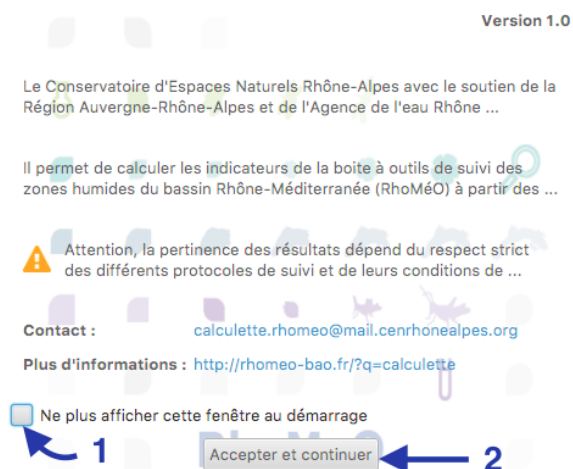 Version 1.0
Le Conservatoire d'Espaces Naturels Rhône-Alpes avec le soutien de la
Région Auvergne-Rhône-Alpes et de l'Agence de l'eau Rhône ...
Il permet de calculer les indicateurs de la boite à outils de suivi des
zones humides du bassin Rhône-Méditerranée (RhoMéO) à partir des ...
Attention, la pertinence des résultats dépend du respect strict
des différents protocoles de suivi et de leurs conditions de ...
Contact : calculette.rhomeo@mail.cenrhonealpes.org
Plus d'informations : http://rhomeo-bao.fr/?q=calculette
Ne plus afficher cette fenêtre au démarrage
1
Accepter et continuer 2